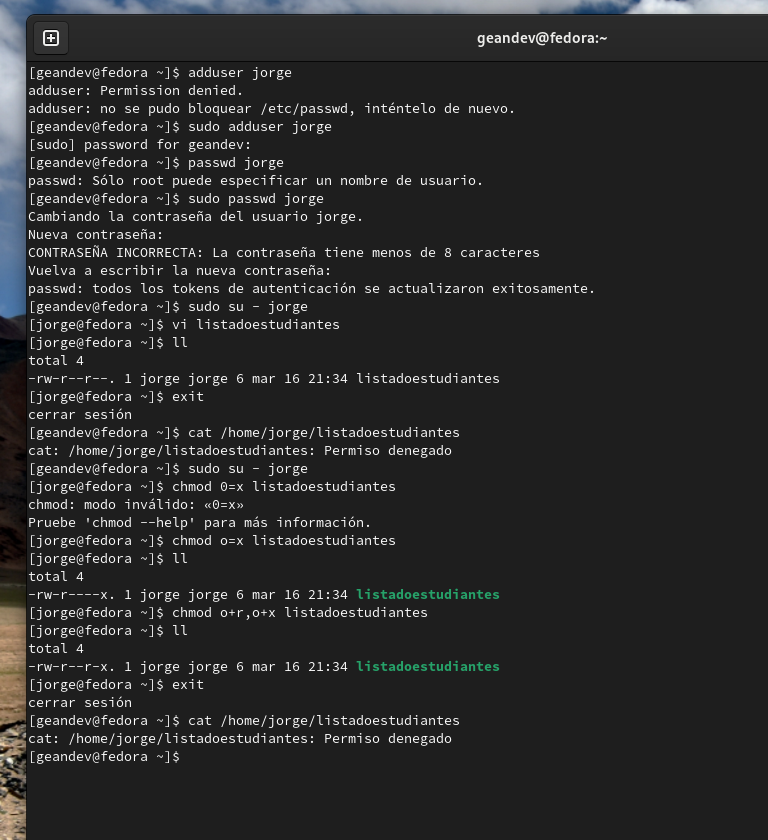 geandev@fedora:~
[geandev@fedora ~]$ adduser jorge
adduser: Permission denied.
adduser: no se pudo bloquear /etc/passwd, inténtelo de nuevo.
[geandev@fedora ~]$ sudo adduser jorge
[sudo] password for geandev:
[geandev@fedora ~]$ passwd jorge
passwd: Sólo root puede especificar un nombre de usuario.
[geandev@fedora ~]$ sudo passwd jorge
Cambiando la contraseña del usuario jorge.
Nueva contraseña:
CONTRASEÑA INCORRECTA: La contraseña tiene menos de 8 caracteres
Vuelva a escribir la nueva contraseña:
passwd: todos los tokens de autenticación se actualizaron exitosamente.
[geandev@fedora ~]$ sudo su - jorge
[jorge@fedora ~]$ vi listadoestudiantes
[jorge@fedora ~]$ ll
total 4
-rw-r--r--. 1 jorge jorge 6 mar 16 21:34 listadoestudiantes
[jorge@fedora ~]$ exit
cerrar sesión
[geandev@fedora ~]$ cat /home/jorge/listadoestudiantes
cat: /home/jorge/listadoestudiantes: Permiso denegado
[geandev@fedora ~]$ sudo su - jorge
[jorge@fedora ~]$ chmod 0=x listadoestudiantes
chmod: modo inválido: «0=x»
Pruebe 'chmod --help' para más información.
[jorge@fedora ~]$ chmod o=x listadoestudiantes
[jorge@fedora ~]$ ll
total 4
-rw-r----x. 1 jorge jorge 6 mar 16 21:34 listadoestudiantes
[jorge@fedora ~]$ chmod o+r,o+x listadoestudiantes
[jorge@fedora ~]$ ll
total 4
-rw-r--r-x. 1 jorge jorge 6 mar 16 21:34 listadoestudiantes
[jorge@fedora ~]$ exit
cerrar sesión
[geandev@fedora ~]$ cat /home/jorge/listadoestudiantes
cat: /home/jorge/listadoestudiantes: Permiso denegado
[geandev@fedora ~]$